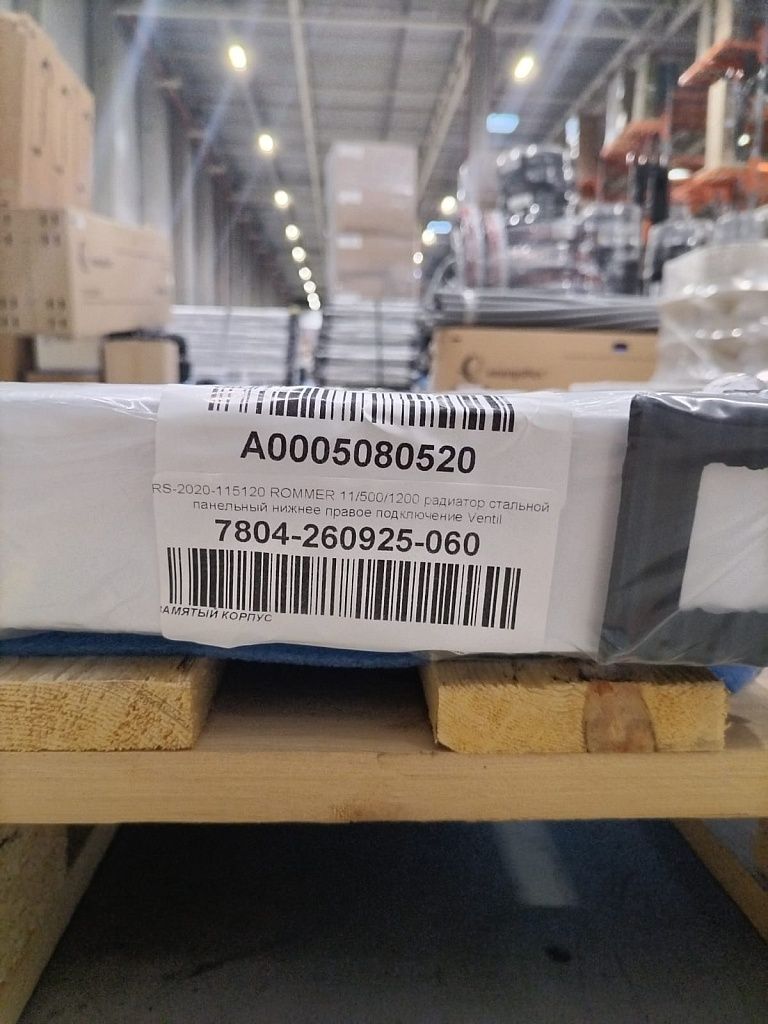 A0005080520
RS-2020-115120 ROMMER 11/500/1200 радиатор стальной
панельный нижнее правое подключение Ventil
7804-260925-060
ЗАМЯТЫЙ КОРПУС